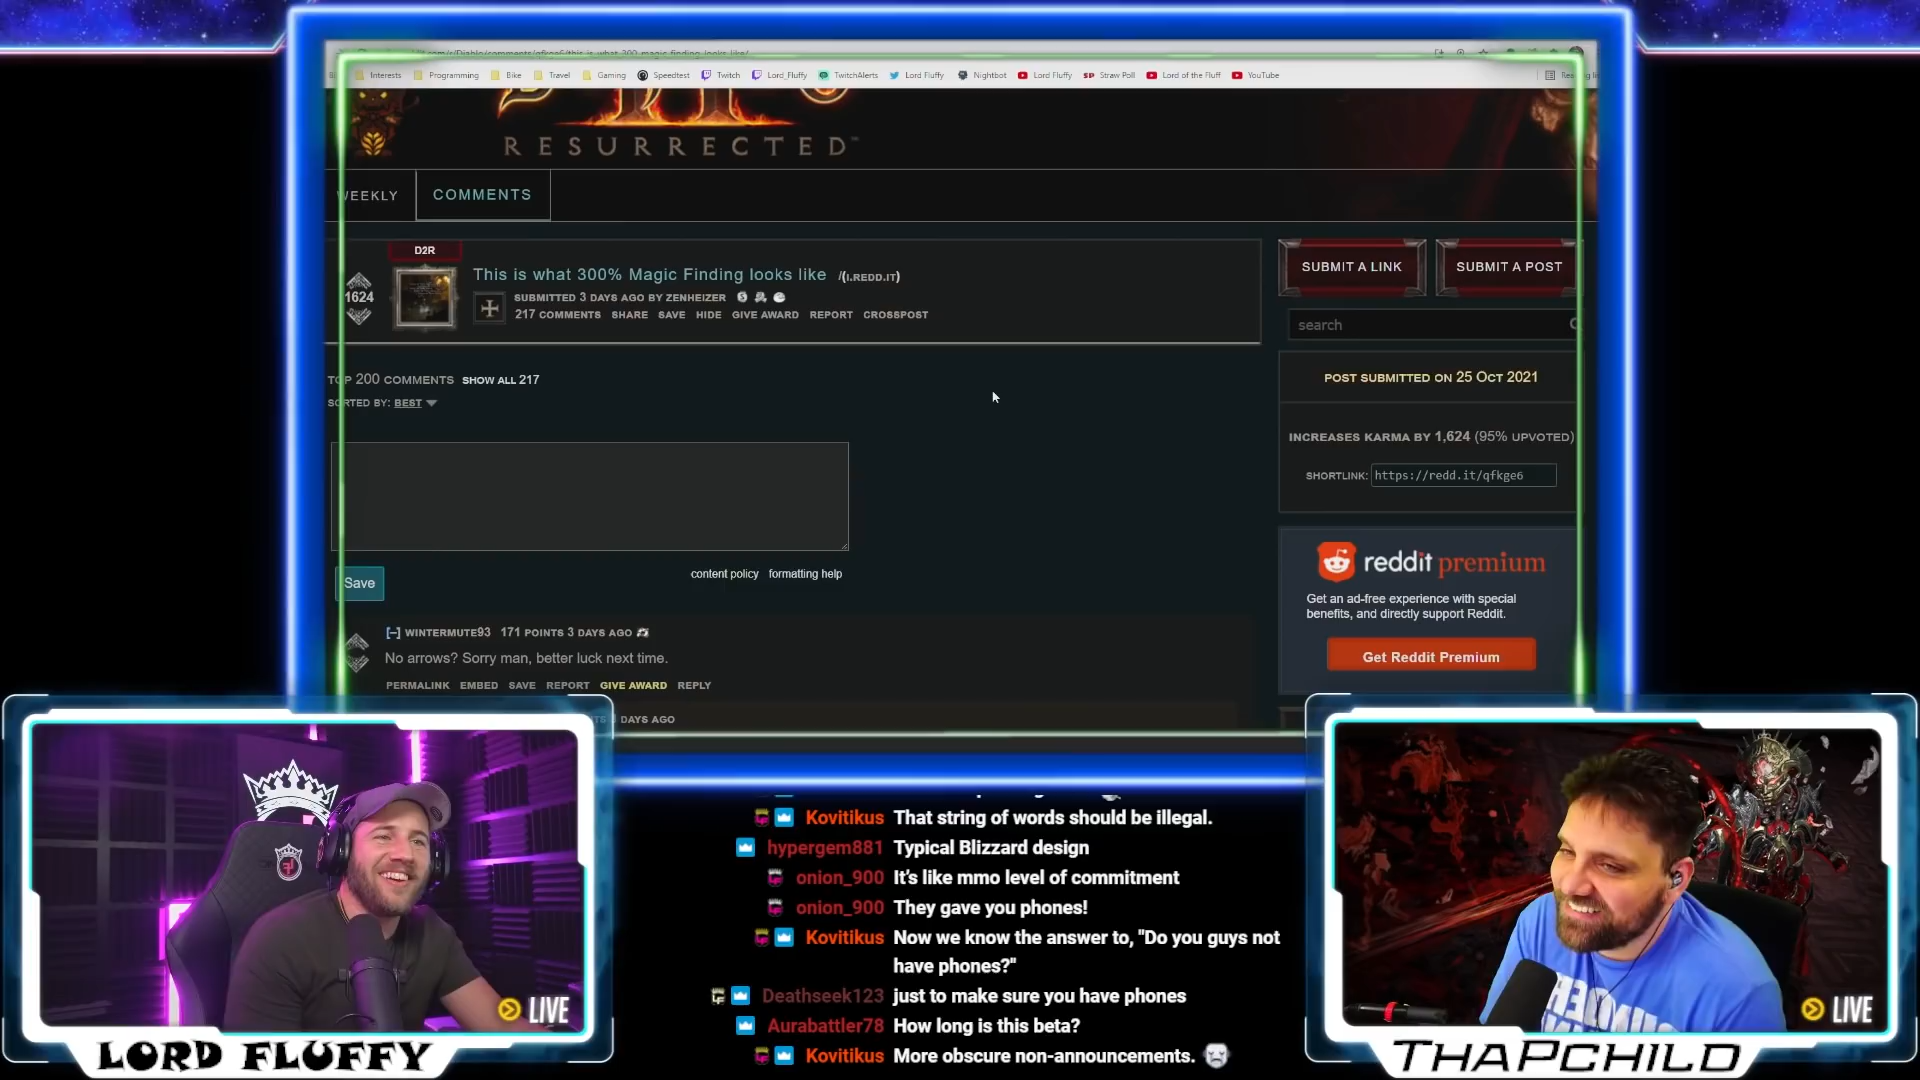 Interests Programming Bike Travel Gaming Speedtest Twitch Lord_Fluffy TwitchAlerts Lord Fluffy Nightbot Lord Fluffy Straw Poll Lord of the Fluff YouTube
RESURRECTED
WEEKLY COMMENTS
D2R
This is what 300% Magic Finding looks like /(I.REDD.IT)
1624
SUBMITTED 3 DAYS AGO BY ZENHEIZER
217 COMMENTS SHARE SAVE HIDE GIVE AWARD REPORT CROSSPOST
SUBMIT A LINK SUBMIT A POST
search
TOP 200 COMMENTS SHOW ALL 217
SORTED BY: BEST
POST SUBMITTED ON 25 OCT 2021
INCREASES KARMA BY 1,624 (95% UPVOTED)
SHORTLINK: https://redd.it/qfkge6
Save
content policy formatting help
reddit premium
Get an ad-free experience with special
benefits, and directly support Reddit.
Get Reddit Premium
[–] WINTERMUTE93 171 POINTS 3 DAYS AGO
No arrows? Sorry man, better luck next time.
PERMALINK EMBED SAVE REPORT GIVE AWARD REPLY
DAYS AGO
Kovitikus That string of words should be illegal.
hypergem881 Typical Blizzard design
onion_900 It's like mmo level of commitment
onion_900 They gave you phones!
Kovitikus Now we know the answer to, "Do you guys not
have phones?"
Deathseek123 just to make sure you have phones
Aurabattler78 How long is this beta?
Kovitikus More obscure non-announcements.
LIVE
LORD FLUFFY
LIVE
THAPCHILD